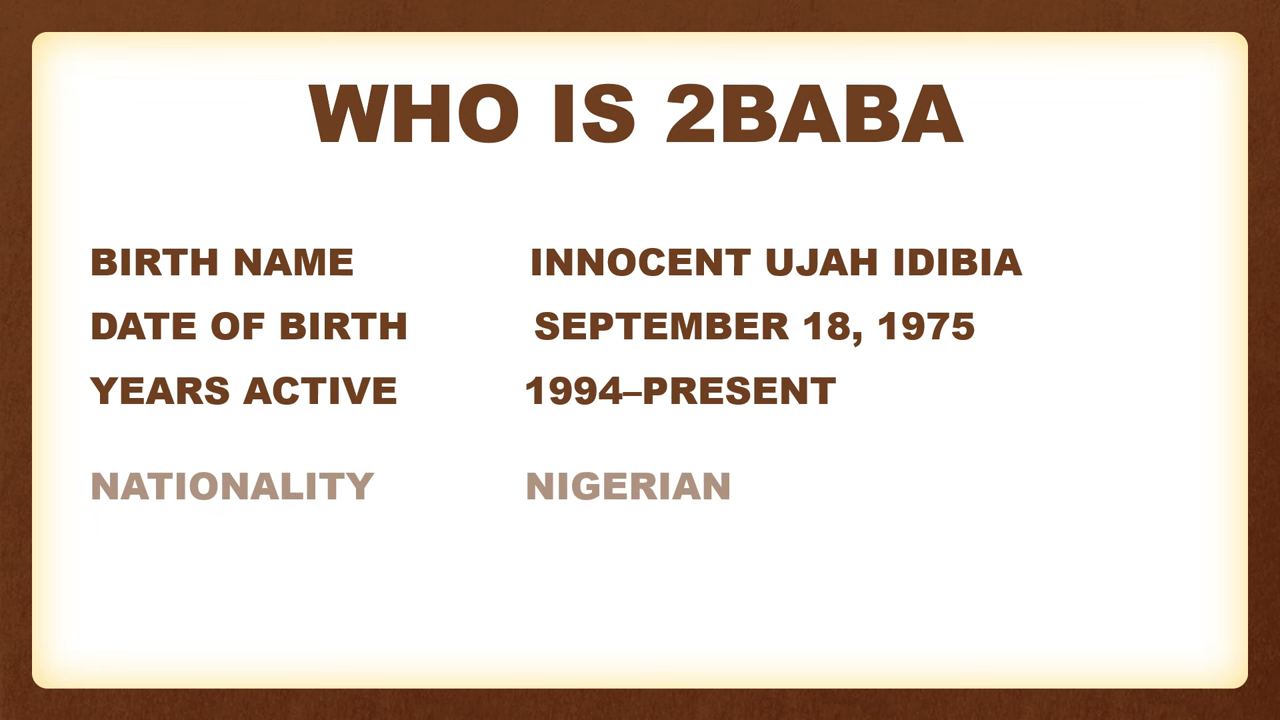 WHO IS 2BABA
BIRTH NAME INNOCENT UJAH IDIBIA
DATE OF BIRTH SEPTEMBER 18, 1975
YEARS ACTIVE 1994–PRESENT
NATIONALITY NIGERIAN